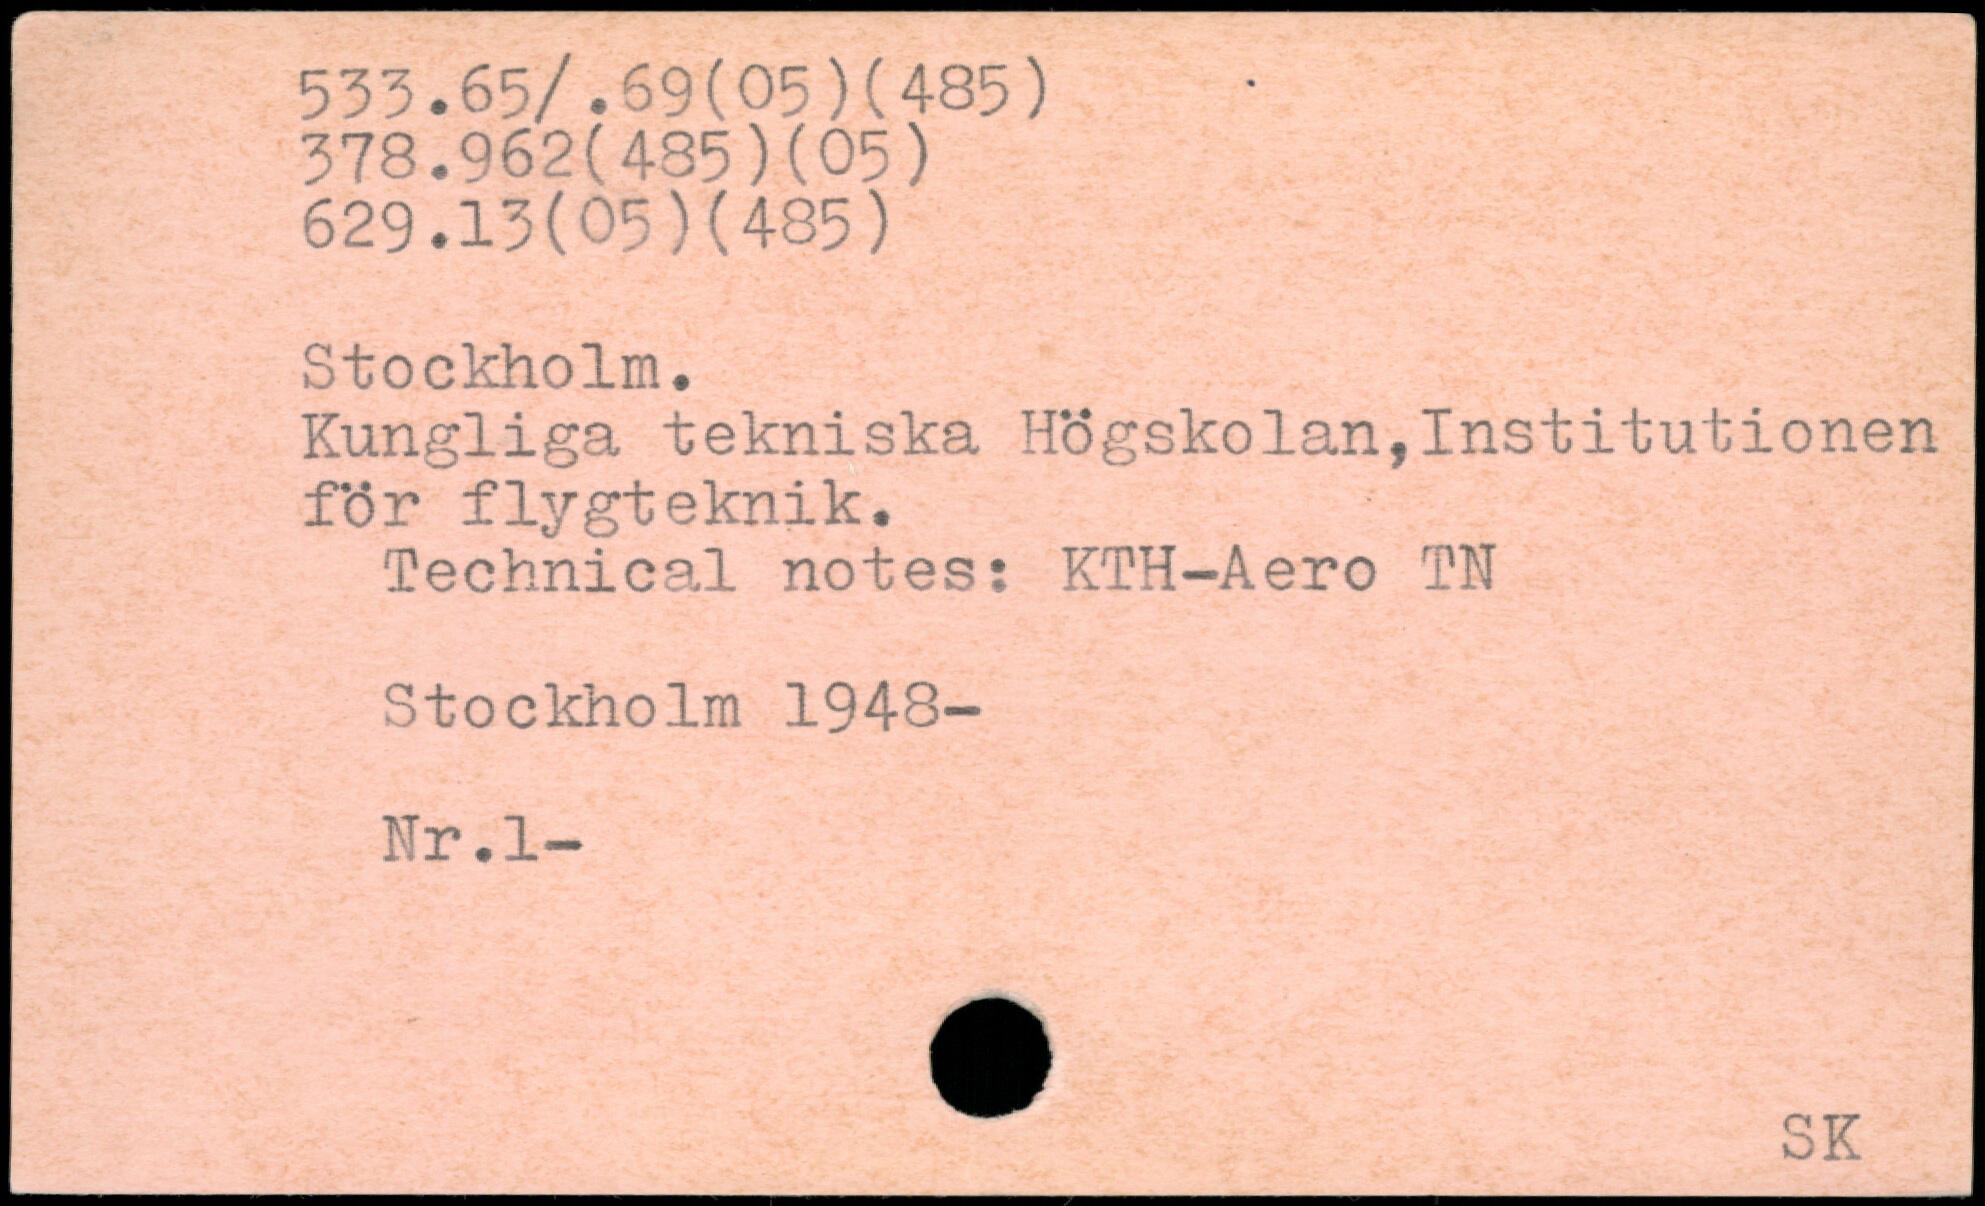 533.65/.69(05)(485)
378.962(485)(05)
629.13(05)(485)
Stockholm.
Kungliga tekniska Högskolan,Institutionen
för flygteknik.
Technical notes: KTH-Aero TN
Stockholm 1948-
Nr.1-
SK